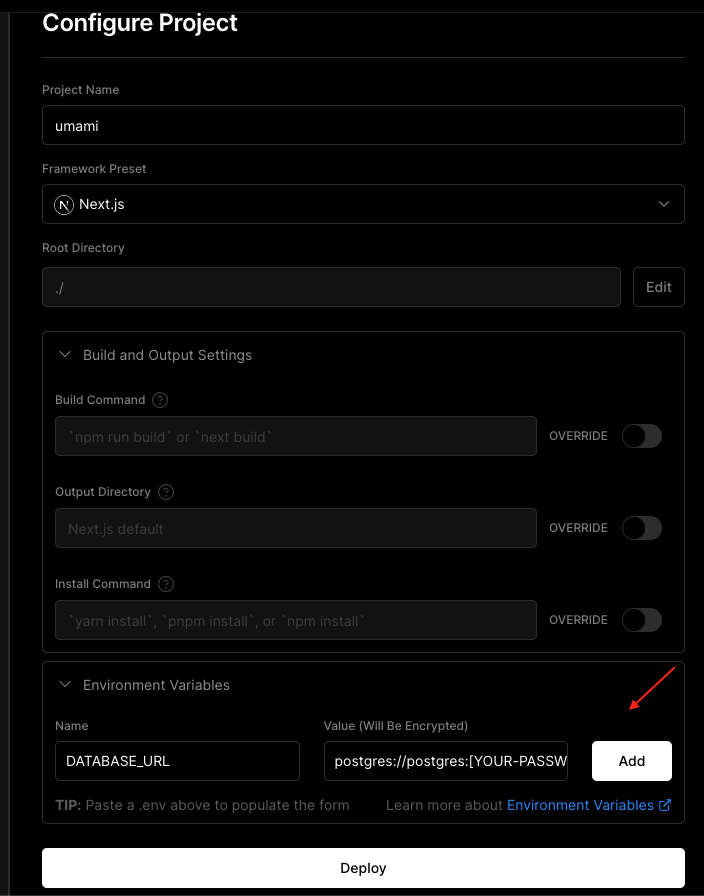 Configure Project
Project Name
umami
Framework Preset
N Next.js
Root Directory
./
Edit
Build and Output Settings
Build Command ?
`npm run build` or `next build`
OVERRIDE
Output Directory ?
Next.js default
OVERRIDE
Install Command ?
`yarn install`, `pnpm install`, or `npm install`
OVERRIDE
Environment Variables
Name
Value (Will Be Encrypted)
DATABASE_URL
postgres://postgres:[YOUR-PASSW
Add
TIP: Paste a .env above to populate the form
Learn more about Environment Variables
Deploy